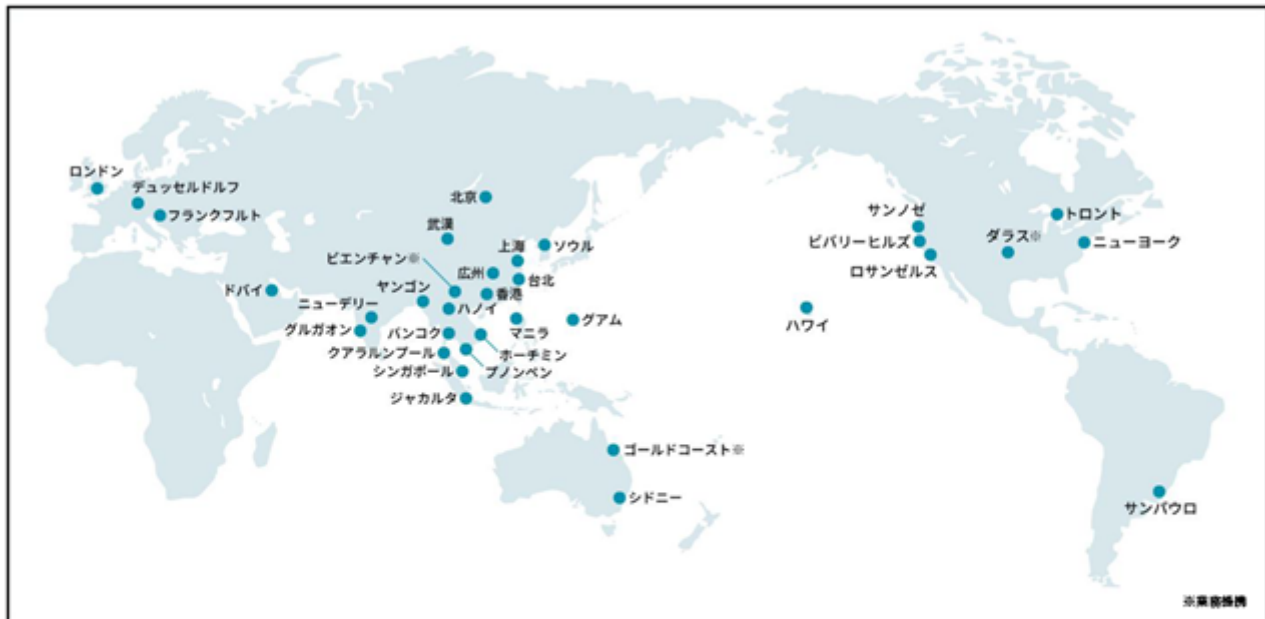 ロンドン
デュッセルドルフ
フランクフルト
北京
武漢
ソウル
上海
ビエンチャン※
広州
台北
ドバイ
ヤンゴン
香港
ニューデリー
ハノイ
グアム
グルガオン
バンコク
マニラ
クアラルンプール
ホーチミン
シンガポール
プノンペン
ジャカルタ
ゴールドコースト※
シドニー
サンノゼ
トロント
ビバリーヒルズ
ダラス※
ニューヨーク
ロサンゼルス
ハワイ
サンパウロ
※業務提携